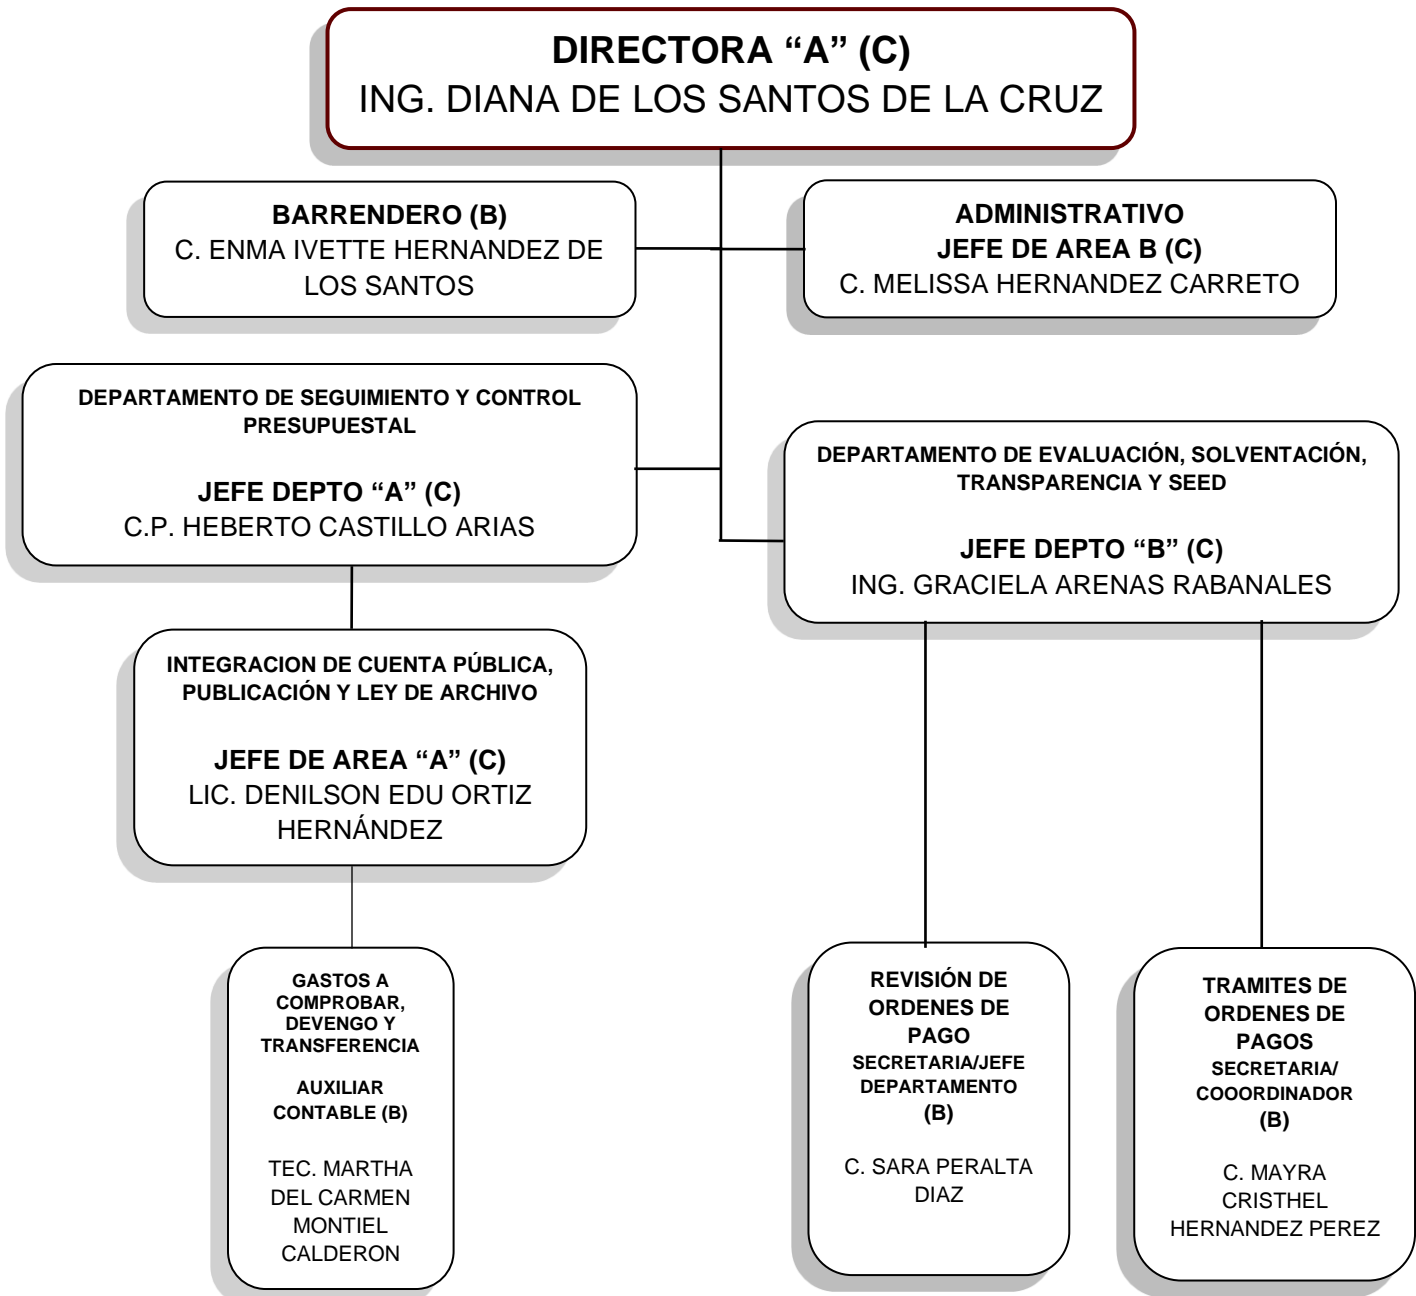 DIRECTORA “A” (C)
ING. DIANA DE LOS SANTOS DE LA CRUZ
BARRENDERO (B)
C. ENMA IVETTE HERNANDEZ DE
LOS SANTOS
ADMINISTRATIVO
JEFE DE AREA B (C)
C. MELISSA HERNANDEZ CARRETO
DEPARTAMENTO DE SEGUIMIENTO Y CONTROL
PRESUPUESTAL
JEFE DEPTO “A” (C)
C.P. HEBERTO CASTILLO ARIAS
DEPARTAMENTO DE EVALUACIÓN, SOLVENTACIÓN,
TRANSPARENCIA Y SEED
JEFE DEPTO “B” (C)
ING. GRACIELA ARENAS RABANALES
INTEGRACION DE CUENTA PÚBLICA,
PUBLICACIÓN Y LEY DE ARCHIVO
JEFE DE AREA “A” (C)
LIC. DENILSON EDU ORTIZ
HERNÁNDEZ
GASTOS A
COMPROBAR,
DEVENGO Y
TRANSFERENCIA
AUXILIAR
CONTABLE (B)
TEC. MARTHA
DEL CARMEN
MONTIEL
CALDERON
REVISIÓN DE
ORDENES DE
PAGO
SECRETARIA/JEFE
DEPARTAMENTO
(B)
C. SARA PERALTA
DIAZ
TRAMITES DE
ORDENES DE
PAGOS
SECRETARIA/
COOORDINADOR
(B)
C. MAYRA
CRISTHEL
HERNANDEZ PEREZ